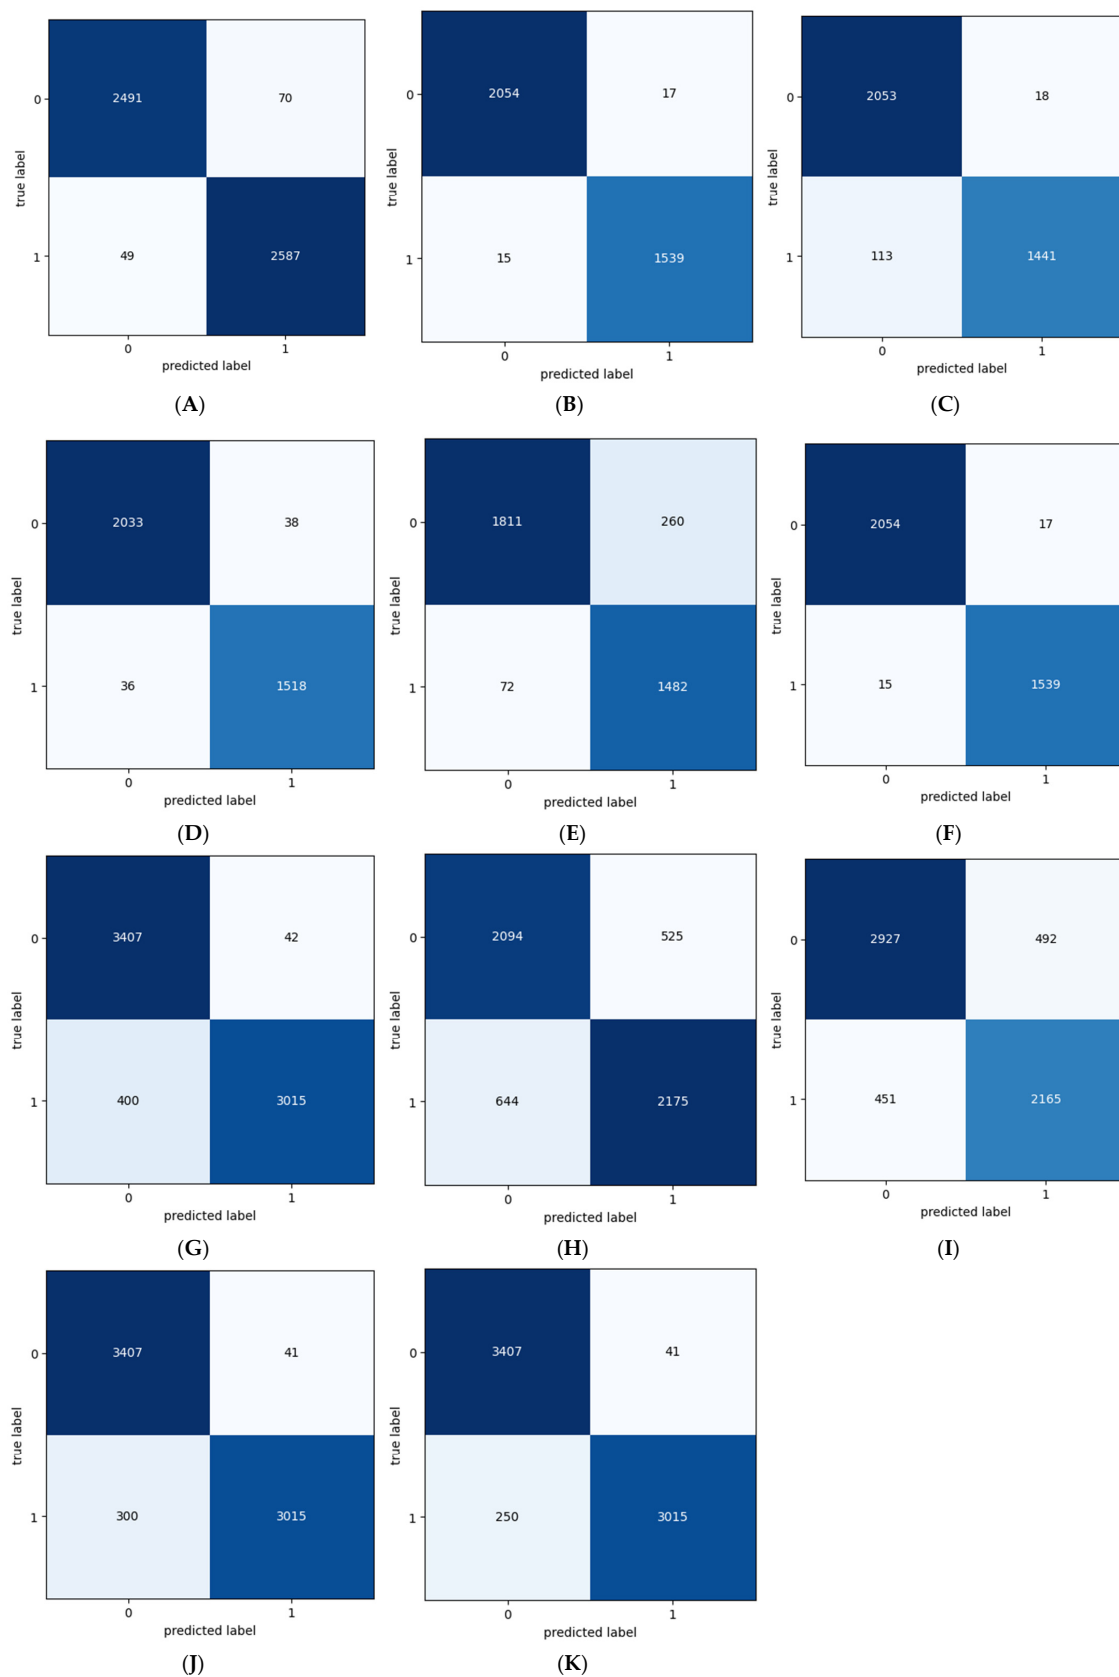 0
2491
70
true label
1
49
2587
0
1
predicted label
(A)
0
2054
17
true label
1
15
1539
0
1
predicted label
(B)
0
2053
18
true label
1
113
1441
0
1
predicted label
(C)
0
2033
38
true label
1
36
1518
0
1
predicted label
(D)
0
1811
260
true label
1
72
1482
0
1
predicted label
(E)
0
2054
17
true label
1
15
1539
0
1
predicted label
(F)
0
3407
42
true label
1
400
3015
0
1
predicted label
(G)
0
2094
525
true label
1
644
2175
0
1
predicted label
(H)
0
2927
492
true label
1
451
2165
0
1
predicted label
(I)
0
3407
41
true label
1
300
3015
0
1
predicted label
(J)
0
3407
41
true label
1
250
3015
0
1
predicted label
(K)